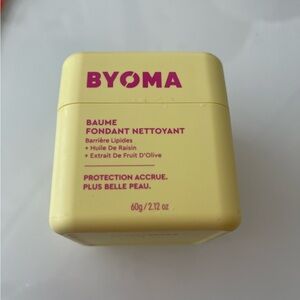 BYOMA
BAUME
FONDANT NETTOYANT
Barrière Lipides
+ Huile De Raisin
+ Extrait De Fruit D'Olive
PROTECTION ACCRUE.
PLUS BELLE PEAU.
60g/2.12 oz